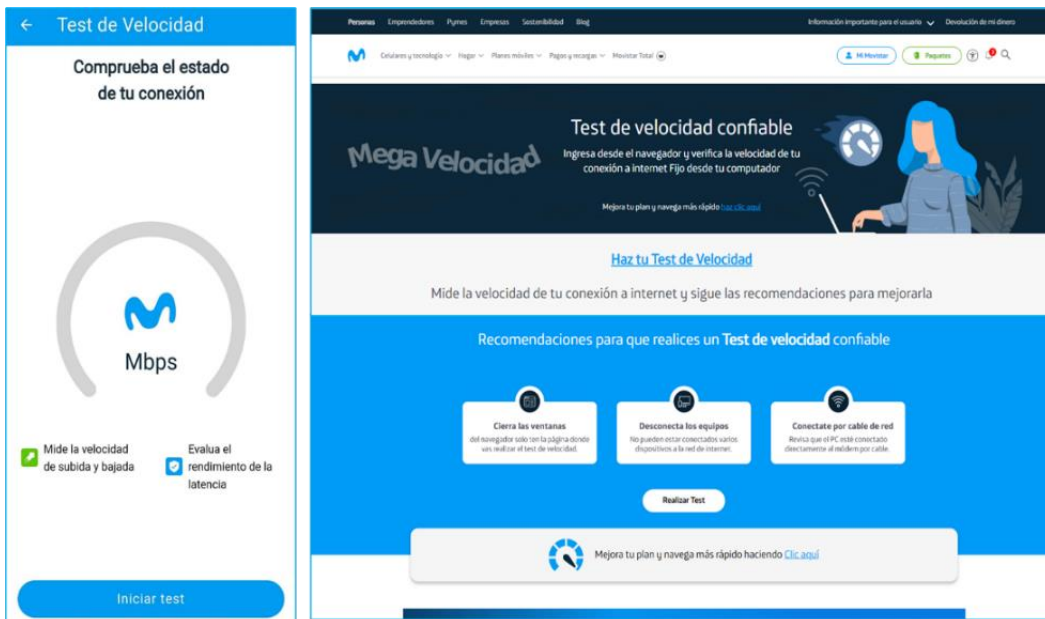 Test de Velocidad
Comprueba el estado
de tu conexión
Mbps
Mide la velocidad
de subida y bajada
Evalua el
rendimiento de la
latencia
Iniciar test
Personas Emprendedores Pymes Empresas Sostenibilidad Blog
Información importante para el usuario Devolución de mi dinero
Celulares y tecnología Hogar Planes móviles Pagos y recargas Movistar Total
Mi Movistar Paquetes
Mega Velocidad
Test de velocidad confiable
Ingresa desde el navegador y verifica la velocidad de tu
conexión a internet Fijo desde tu computador
Mejora tu plan y navega más rápido haz clic aquí
Haz tu Test de Velocidad
Mide la velocidad de tu conexión a internet y sigue las recomendaciones para mejorarla
Recomendaciones para que realices un Test de velocidad confiable
Cierra las ventanas
del navegador solo ten la página donde
vas realizar el test de velocidad.
Desconecta los equipos
No pueden estar conectados varios
dispositivos a la red de internet.
Conectate por cable de red
Revisa que el PC esté conectado
directamente al módem por cable.
Realizar Test
Mejora tu plan y navega más rápido haciendo Clic aquí